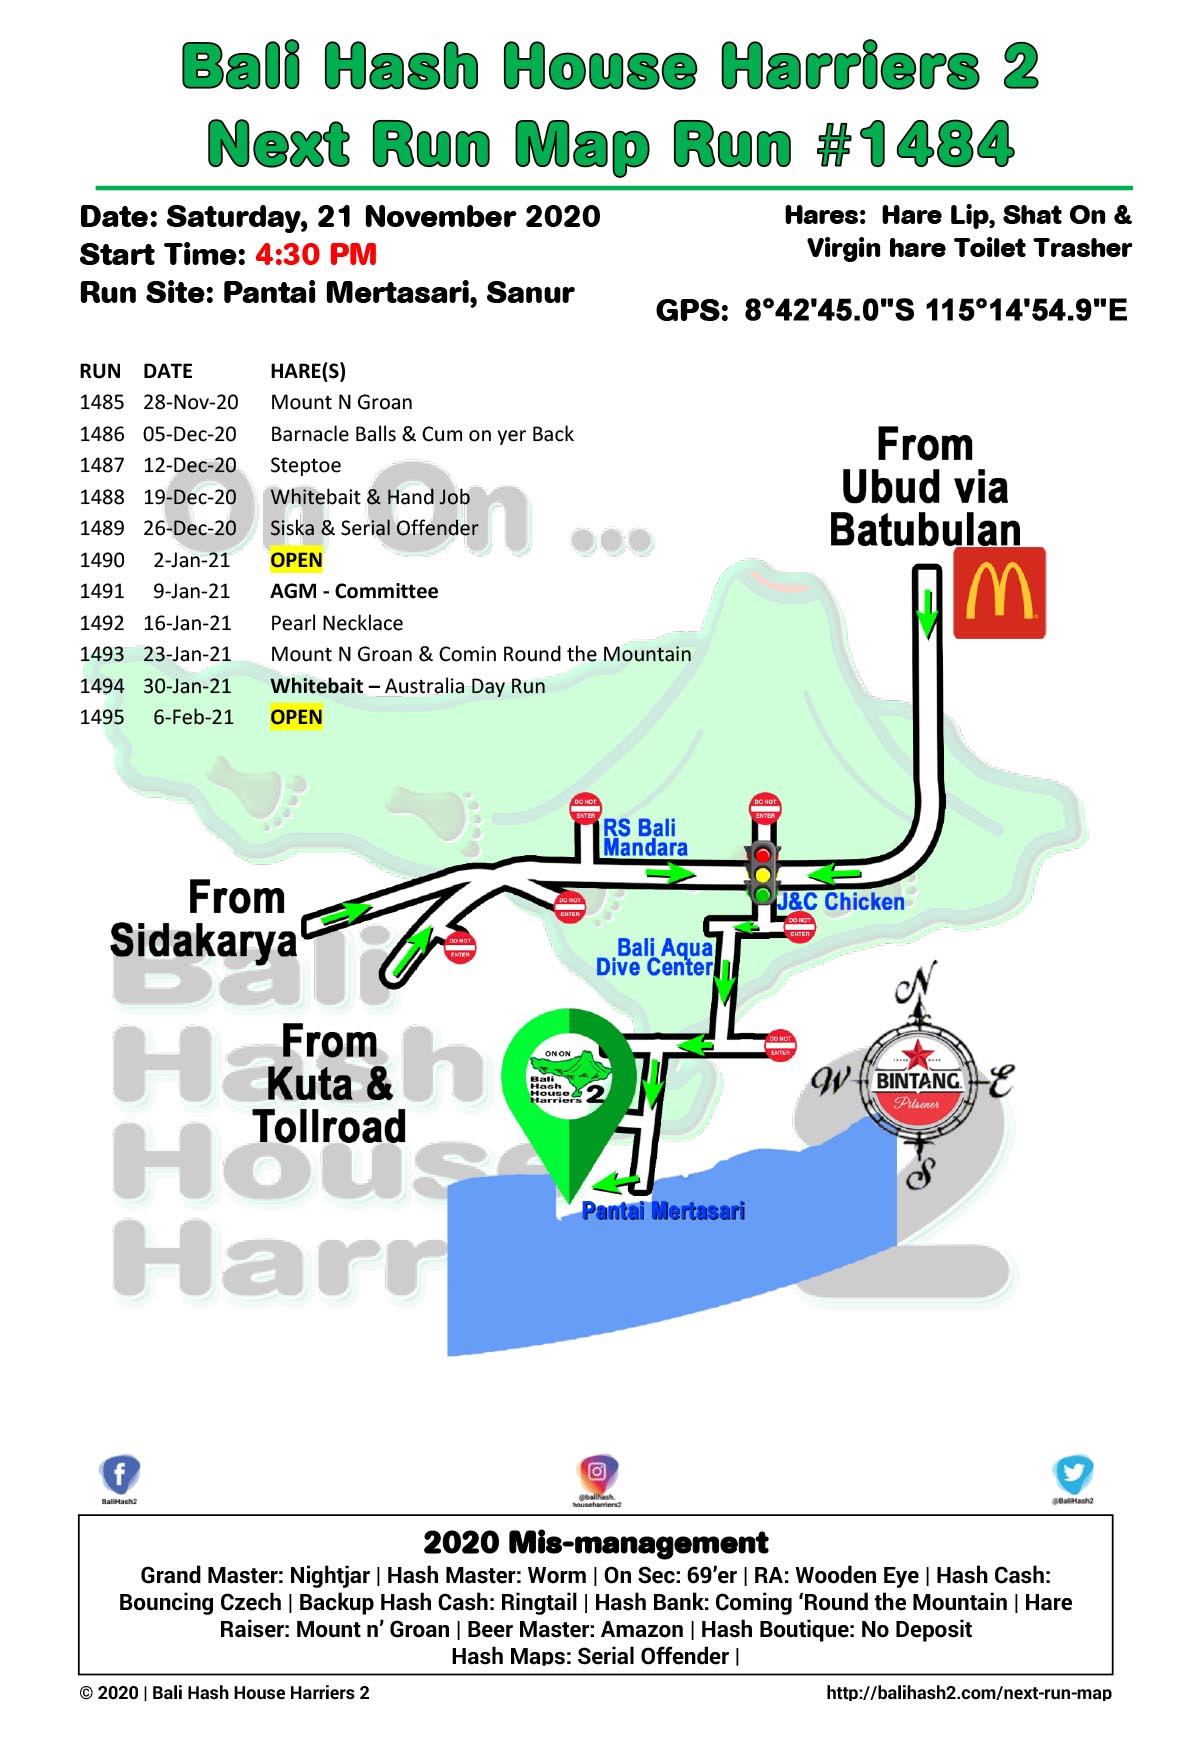 Bali Hash House Harriers 2
Next Run Map Run #1484
Date: Saturday, 21 November 2020
Start Time: 4:30 PM
Run Site: Pantai Mertasari, Sanur
Hares:  Hare Lip, Shat On &
Virgin hare Toilet Trasher
GPS:  8°42'45.0"S 115°14'54.9"E
RUN DATE HARE(S)
1485 28-Nov-20 Mount N Groan
1486 05-Dec-20 Barnacle Balls & Cum on yer Back
1487 12-Dec-20 Steptoe
1488 19-Dec-20 Whitebait & Hand Job
1489 26-Dec-20 Siska & Serial Offender
1490 2-Jan-21 OPEN
1491 9-Jan-21 AGM - Committee
1492 16-Jan-21 Pearl Necklace
1493 23-Jan-21 Mount N Groan & Comin Round the Mountain
1494 30-Jan-21 Whitebait – Australia Day Run
1495 6-Feb-21 OPEN
On On ...
From
Ubud via
Batubulan
DO NOT
ENTER
DO NOT
ENTER
RS Bali
Mandara
J&C Chicken
From
Sidakarya
DO NOT
ENTER
DO NOT
ENTER
DO NOT
ENTER
Bali Aqua
Dive Center
From
Kuta &
Tollroad
DO NOT
ENTER
ON ON
Bali
Hash
House
Harriers 2
N
W
E
S
BINTANG
Pilsener
Pantai Mertasari
Bali
Hash
House
Harr
2
BaliHash2
@balihash.
househarriers2
@BaliHash2
2020 Mis-management
Grand Master: Nightjar | Hash Master: Worm | On Sec: 69’er | RA: Wooden Eye | Hash Cash:
Bouncing Czech | Backup Hash Cash: Ringtail | Hash Bank: Coming ‘Round the Mountain | Hare
Raiser: Mount n’ Groan | Beer Master: Amazon | Hash Boutique: No Deposit
Hash Maps: Serial Offender |
© 2020 | Bali Hash House Harriers 2
http://balihash2.com/next-run-map